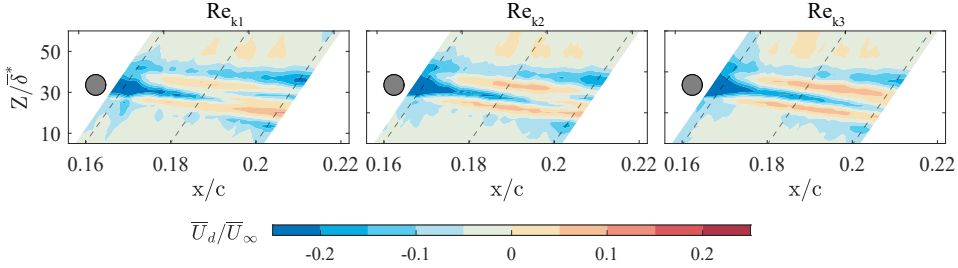 Re_k1 Re_k2 Re_k3
50
30
10
Z/δ̅*
0.16 0.18 0.2 0.22 0.16 0.18 0.2 0.22 0.16 0.18 0.2 0.22
x/c x/c x/c
U̅_d/U̅_∞
-0.2 -0.1 0 0.1 0.2